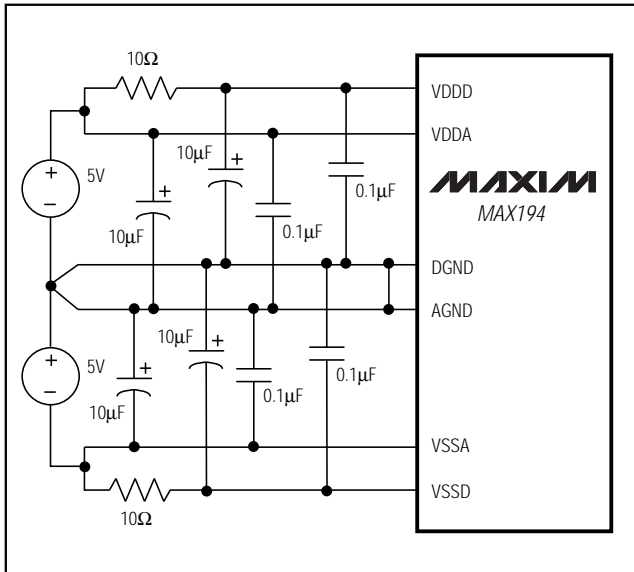 10Ω
VDDD
VDDA
10μF
+
+
5V
−
+
0.1μF
MAXIM
MAX194
10μF
0.1μF
DGND
AGND
+
5V
−
10μF
+
+
0.1μF
0.1μF
10μF
VSSA
VSSD
10Ω